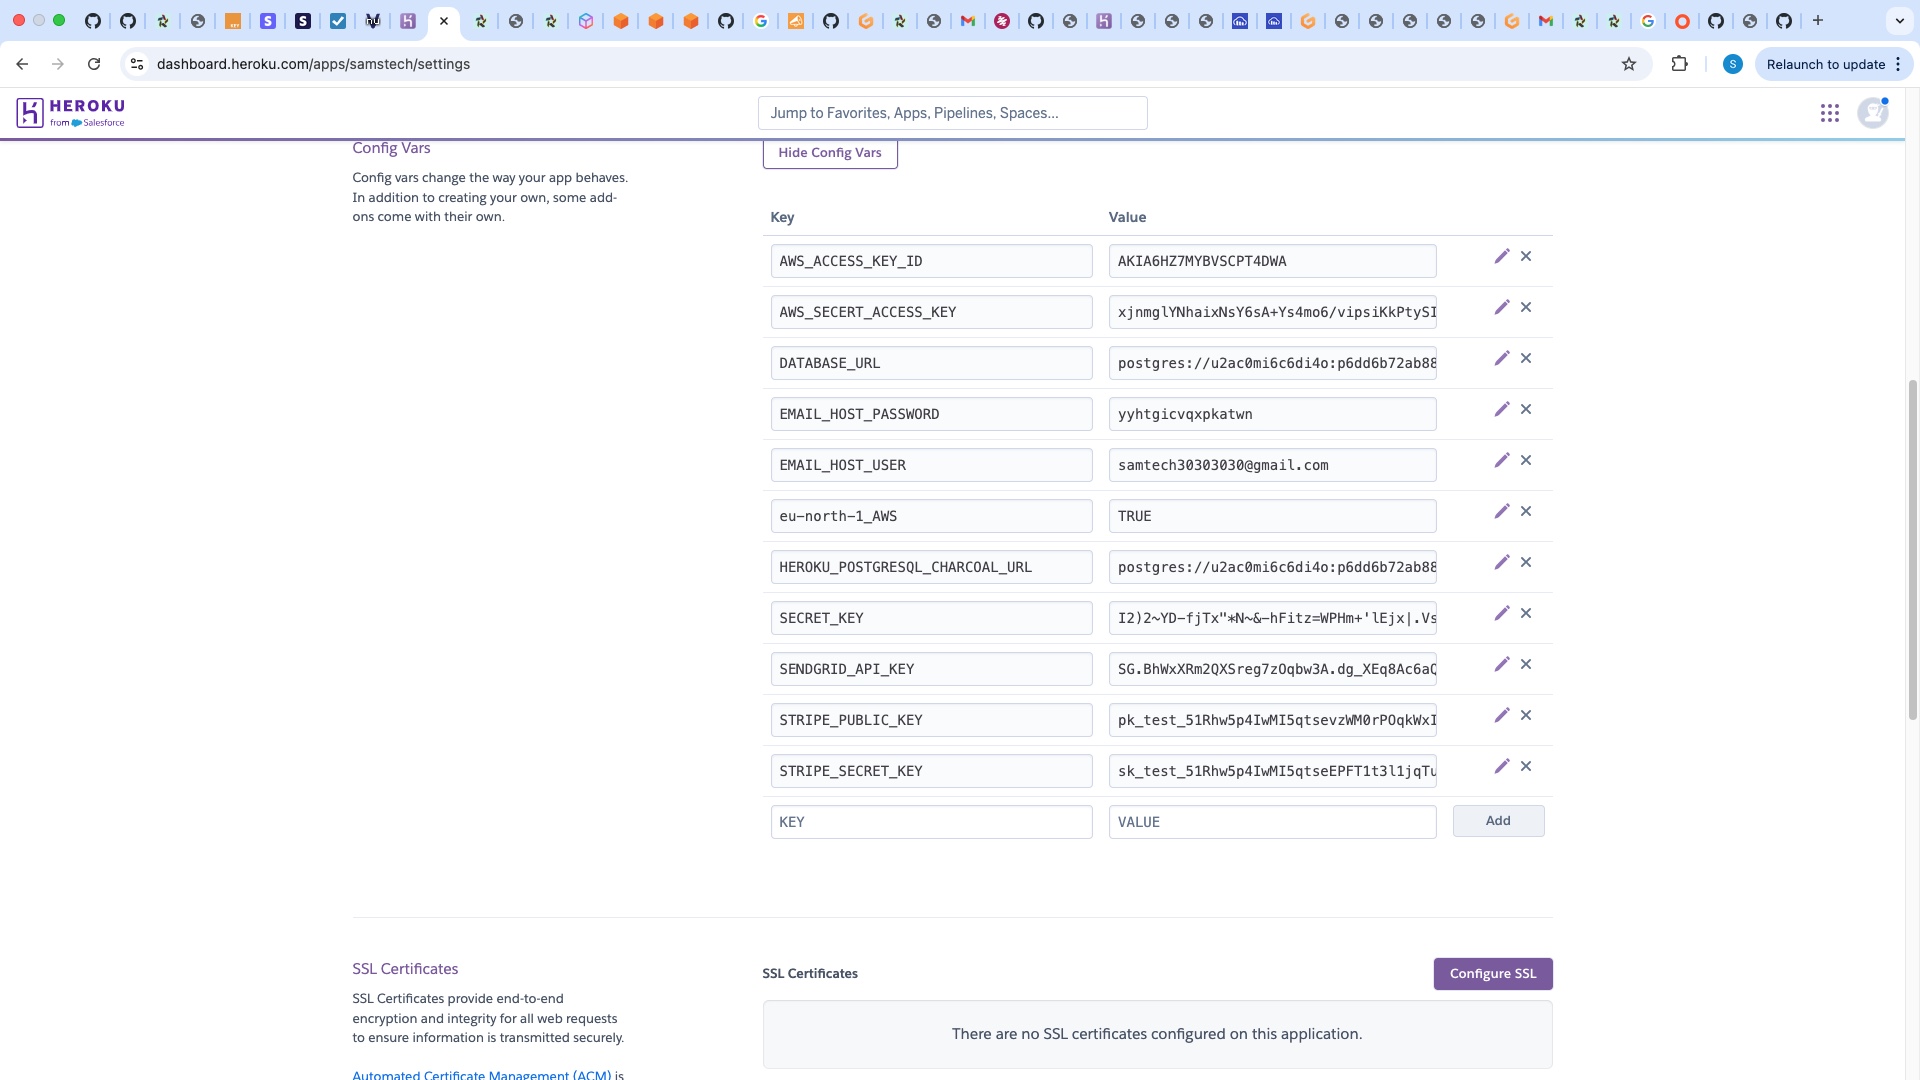 dashboard.heroku.com/apps/samstech/settings
S
Relaunch to update
HEROKU
from Salesforce
Jump to Favorites, Apps, Pipelines, Spaces...
Config Vars
Hide Config Vars
Config vars change the way your app behaves.
In addition to creating your own, some add-
ons come with their own.
Key Value
AWS_ACCESS_KEY_ID AKIA6HZ7MYBVSCPT4DWA
AWS_SECERT_ACCESS_KEY xjnmglYNhaixNsY6sA+Ys4mo6/vipsiKkPtySI
DATABASE_URL postgres://u2ac0mi6c6di4o:p6dd6b72ab88
EMAIL_HOST_PASSWORD yyhtgicvqxpkatwn
EMAIL_HOST_USER samtech30303030@gmail.com
eu-north-1_AWS TRUE
HEROKU_POSTGRESQL_CHARCOAL_URL postgres://u2ac0mi6c6di4o:p6dd6b72ab88
SECRET_KEY I2)2~YD-fjTx"*N~&-hFitz=WPHm+'lEjx|.Vs
SENDGRID_API_KEY SG.BhWxXRm2QXSreg7zOqbw3A.dg_XEq8Ac6aQ
STRIPE_PUBLIC_KEY pk_test_51Rhw5p4IwMI5qtsevzWM0rPOqkWxI
STRIPE_SECRET_KEY sk_test_51Rhw5p4IwMI5qtseEPFT1t3l1jqTu
KEY VALUE Add
SSL Certificates
SSL Certificates
Configure SSL
SSL Certificates provide end-to-end
encryption and integrity for all web requests
to ensure information is transmitted securely.
There are no SSL certificates configured on this application.
Automated Certificate Management (ACM) is